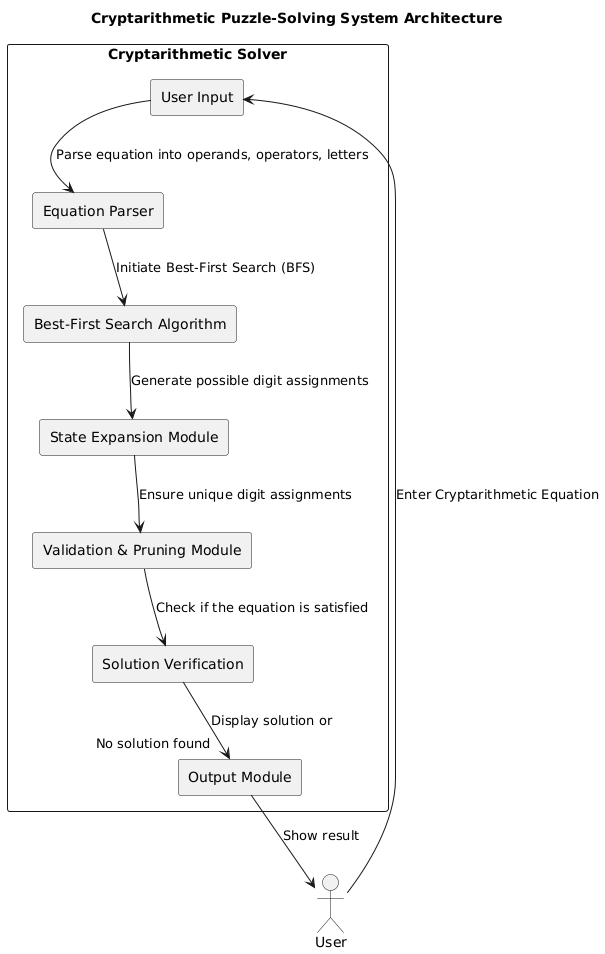 Cryptarithmetic Puzzle-Solving System Architecture
Cryptarithmetic Solver
User Input
Parse equation into operands, operators, letters
Equation Parser
Initiate Best-First Search (BFS)
Best-First Search Algorithm
Generate possible digit assignments
State Expansion Module
Ensure unique digit assignments
Enter Cryptarithmetic Equation
Validation & Pruning Module
Check if the equation is satisfied
Solution Verification
Display solution or
No solution found
Output Module
Show result
User